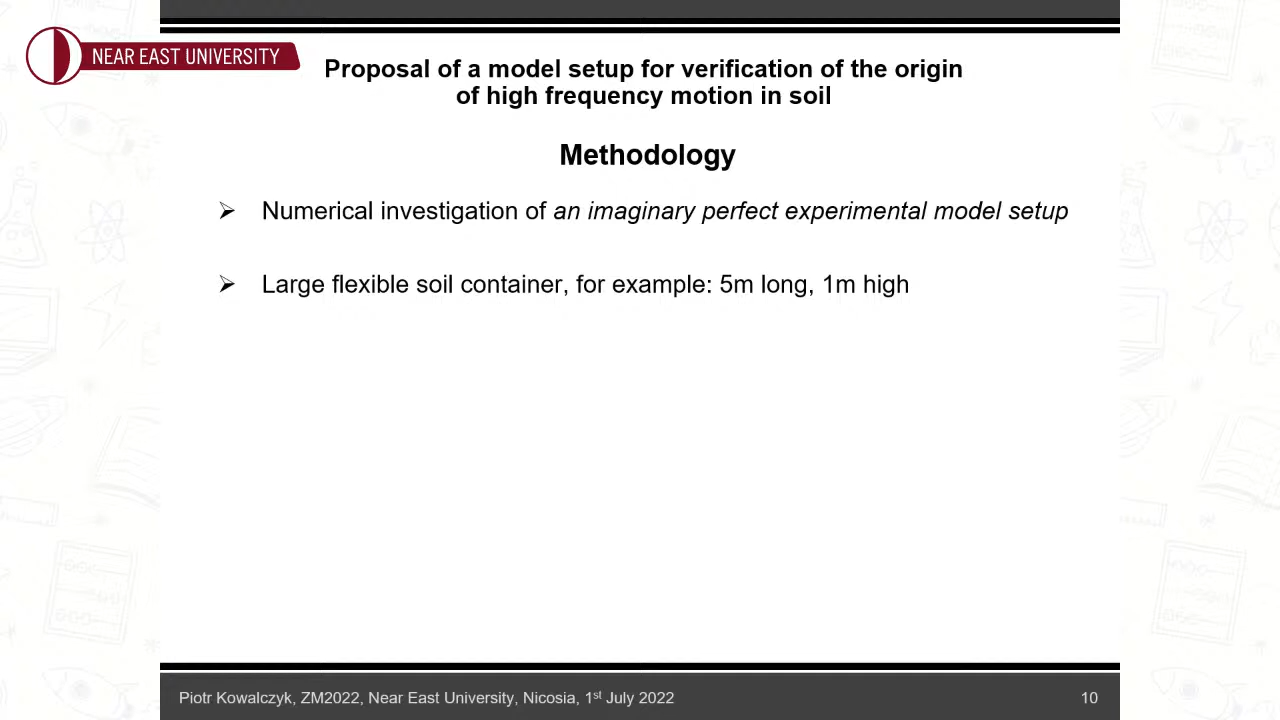 NEAR EAST UNIVERSITY
Proposal of a model setup for verification of the origin
of high frequency motion in soil
Methodology
➢ Numerical investigation of an imaginary perfect experimental model setup
➢ Large flexible soil container, for example: 5m long, 1m high
Piotr Kowalczyk, ZM2022, Near East University, Nicosia, 1st July 2022
10